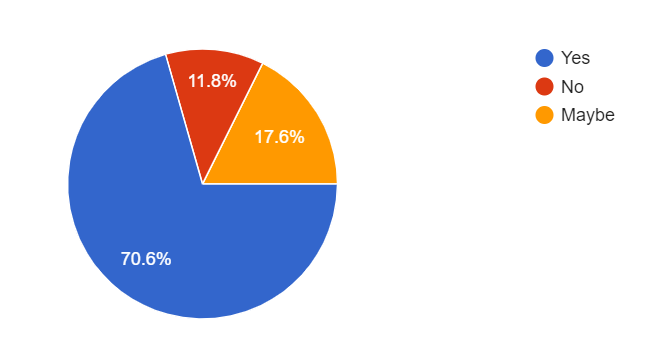 11.8%
17.6%
70.6%
Yes
No
Maybe